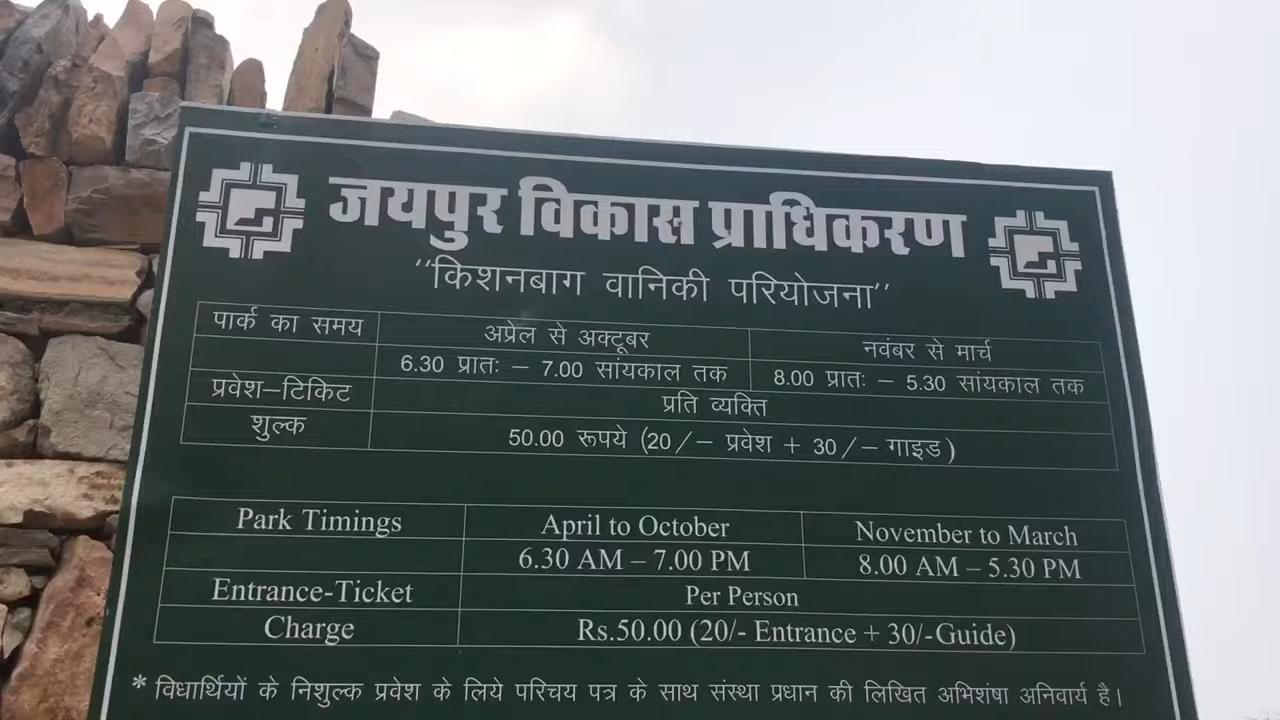 जयपुर विकास प्राधिकरण
"किशनबाग वानिकी परियोजना"
पार्क का समय अप्रेल से अक्टूबर नवंबर से मार्च
6.30 प्रातः – 7.00 सांयकाल तक 8.00 प्रातः – 5.30 सांयकाल तक
प्रवेश–टिकिट प्रति व्यक्ति
शुल्क 50.00 रूपये (20/– प्रवेश + 30/– गाइड)
Park Timings April to October November to March
6.30 AM – 7.00 PM 8.00 AM – 5.30 PM
Entrance-Ticket Per Person
Charge Rs.50.00 (20/- Entrance + 30/-Guide)
* विधार्थियों के निशुल्क प्रवेश के लिये परिचय पत्र के साथ संस्था प्रधान की लिखित अभिशंषा अनिवार्य है।